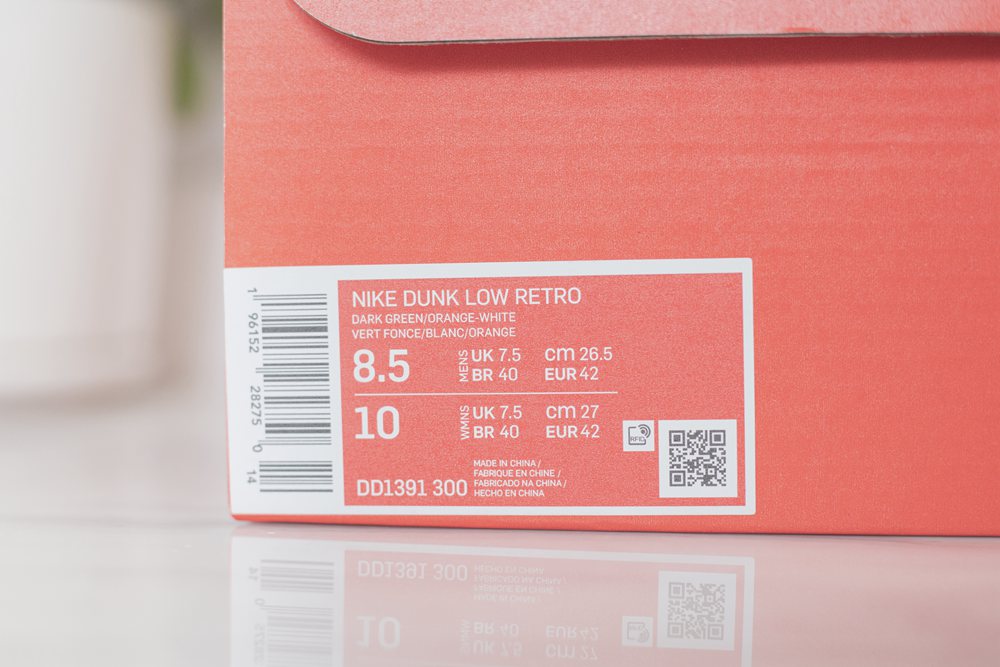 NIKE DUNK LOW RETRO
DARK GREEN/ORANGE-WHITE
VERT FONCE/BLANC/ORANGE
8.5 MENS UK 7.5 cm 26.5
BR 40 EUR 42
10 WMNS UK 7.5 cm 27
BR 40 EUR 42
RFID
DD1391 300
MADE IN CHINA /
FABRIQUE EN CHINE /
FABRICADO NA CHINA /
HECHO EN CHINA
1 96152 28275 0 14